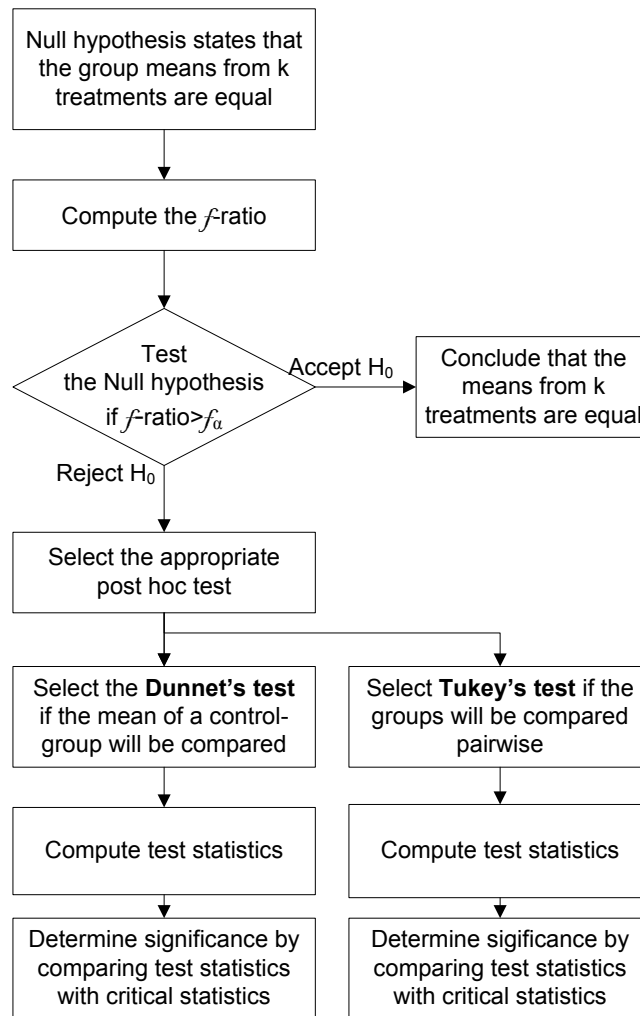 Null hypothesis states that
the group means from k
treatments are equal
Compute the f-ratio
Test
the Null hypothesis
if f-ratio>fα
Accept H₀
Conclude that the
means from k
treatments are equal
Reject H₀
Select the appropriate
post hoc test
Select the Dunnet's test
if the mean of a control-
group will be compared
Select Tukey's test if the
groups will be compared
pairwise
Compute test statistics
Compute test statistics
Determine significance by
comparing test statistics
with critical statistics
Determine sigificance by
comparing test statistics
with critical statistics